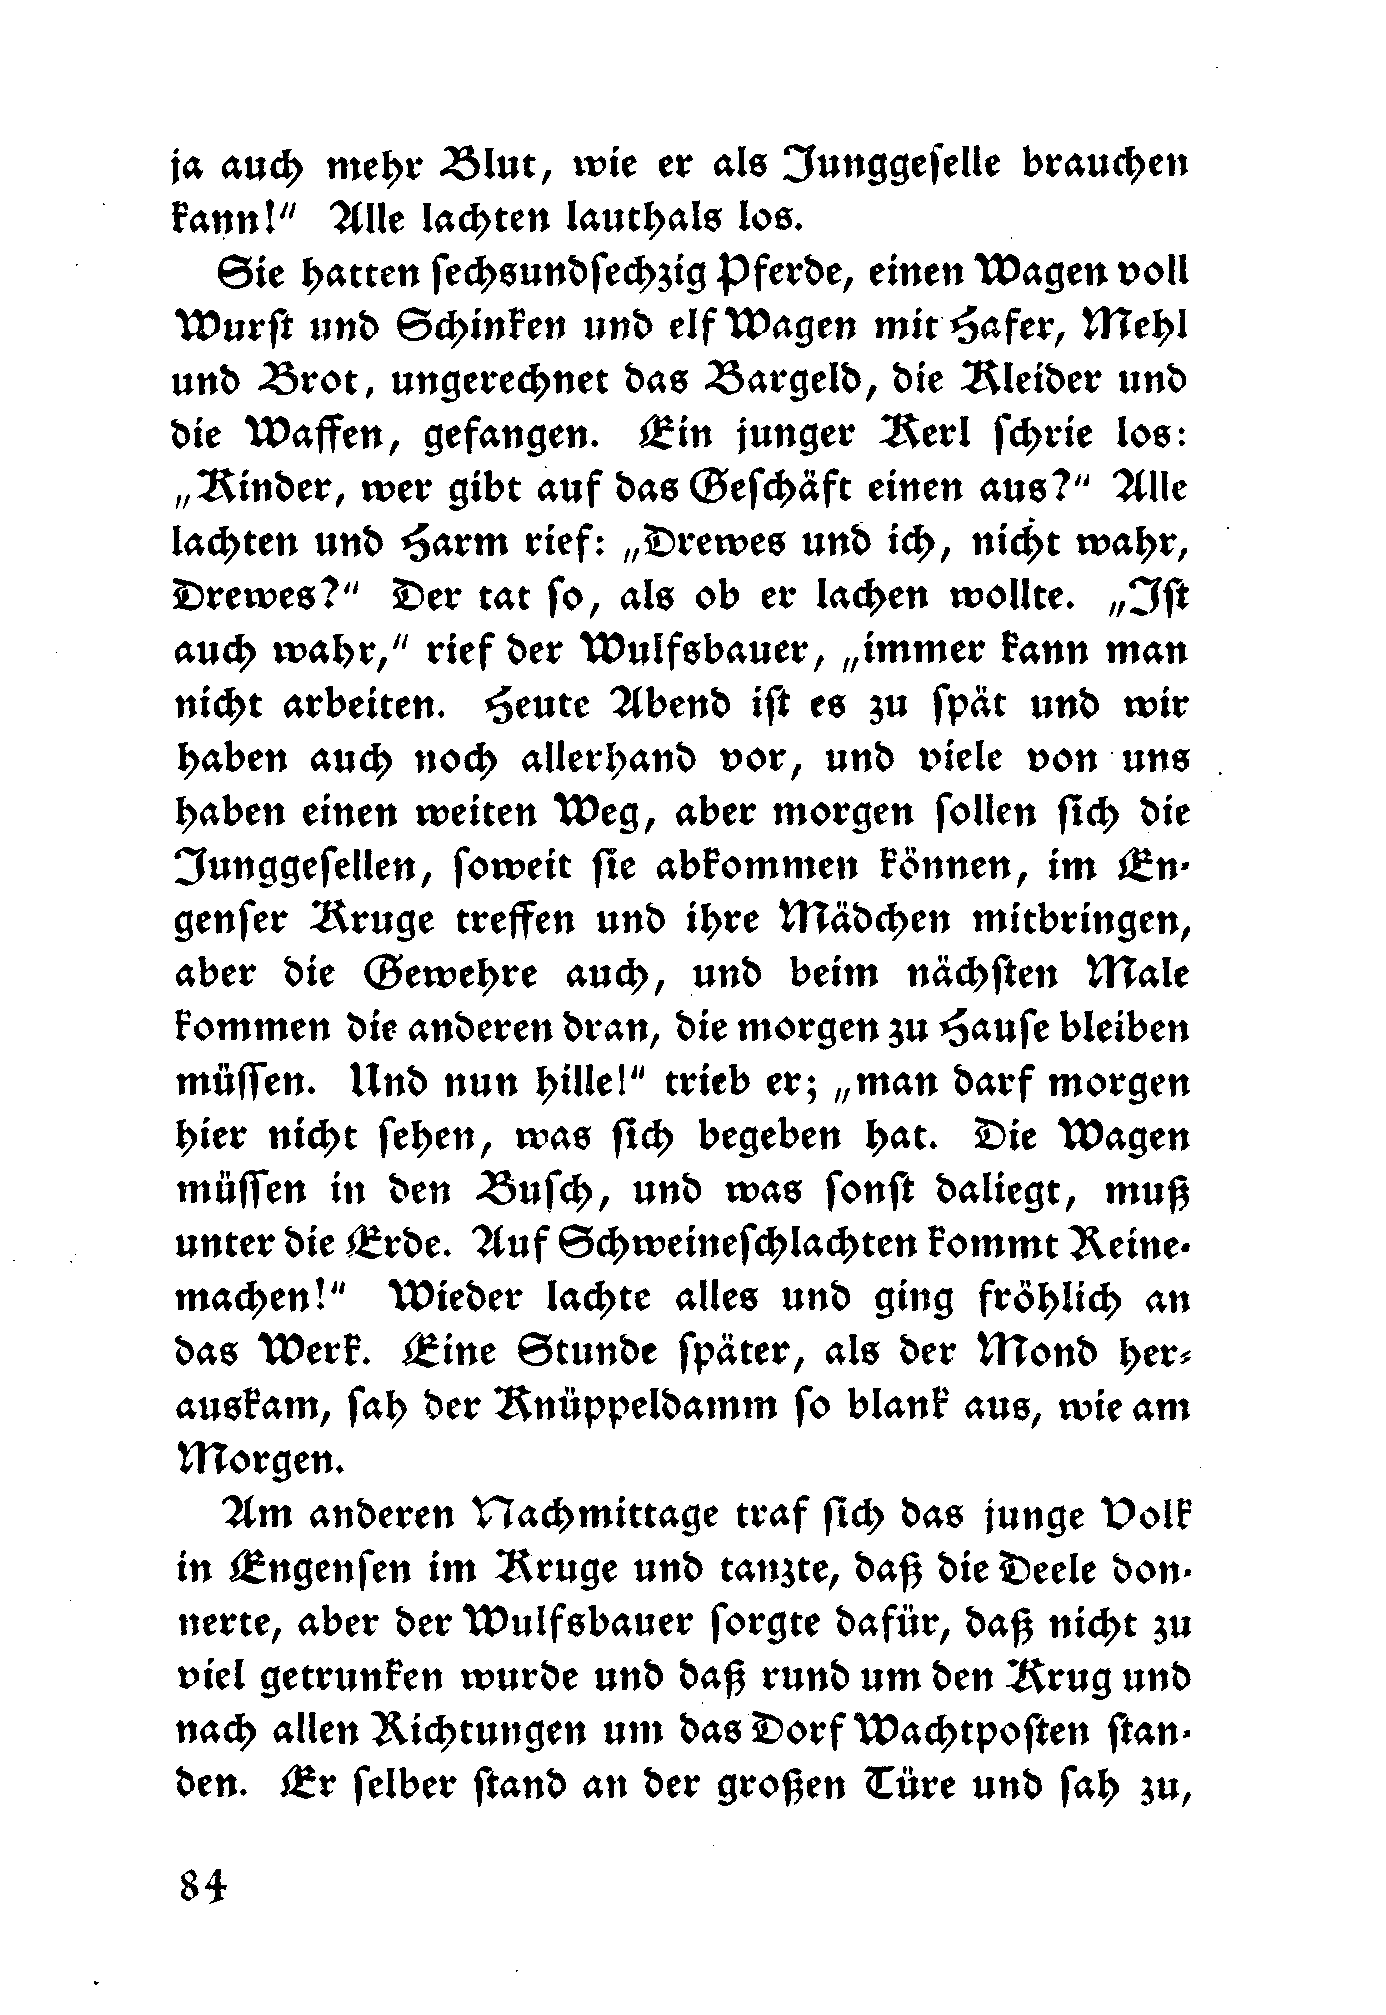 ja auch mehr Blut, wie er als Junggeselle brauchen
kann!“ Alle lachten lauthals los.
Sie hatten sechsundsechzig Pferde, einen Wagen voll
Wurst und Schinken und elf Wagen mit Hafer, Mehl
und Brot, ungerechnet das Bargeld, die Kleider und
die Waffen, gefangen. Ein junger Kerl schrie los:
„Kinder, wer gibt auf das Geschäft einen aus?“ Alle
lachten und Harm rief: „Drewes und ich, nicht wahr,
Drewes?“ Der tat so, als ob er lachen wollte. „Ist
auch wahr,“ rief der Wulfsbauer, „immer kann man
nicht arbeiten. Heute Abend ist es zu spät und wir
haben auch noch allerhand vor, und viele von uns
haben einen weiten Weg, aber morgen sollen sich die
Junggesellen, soweit sie abkommen können, im En-
genser Kruge treffen und ihre Mädchen mitbringen,
aber die Gewehre auch, und beim nächsten Male
kommen die anderen dran, die morgen zu Hause bleiben
müssen. Und nun hille!“ trieb er; „man darf morgen
hier nicht sehen, was sich begeben hat. Die Wagen
müssen in den Busch, und was sonst daliegt, muß
unter die Erde. Auf Schweineschlachten kommt Reine-
machen!“ Wieder lachte alles und ging fröhlich an
das Werk. Eine Stunde später, als der Mond her-
auskam, sah der Knüppeldamm so blank aus, wie am
Morgen.
Am anderen Nachmittage traf sich das junge Volk
in Engensen im Kruge und tanzte, daß die Deele don-
nerte, aber der Wulfsbauer sorgte dafür, daß nicht zu
viel getrunken wurde und daß rund um den Krug und
nach allen Richtungen um das Dorf Wachtposten stan-
den. Er selber stand an der großen Türe und sah zu,
84